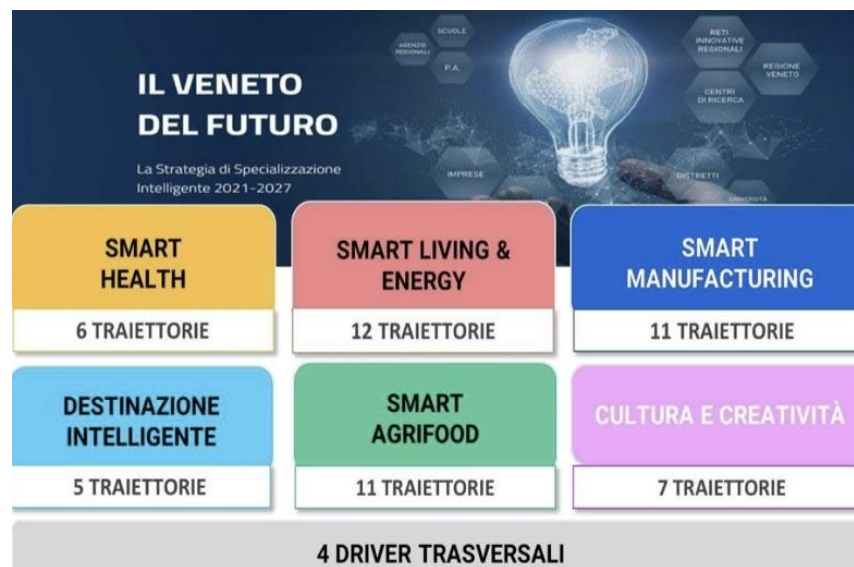 SCUOLE
AGENZIE
REGIONALI
P.A.
RETI
INNOVATIVE
REGIONALI
REGIONE
VENETO
CENTRI
DI RICERCA
IL VENETO
DEL FUTURO
La Strategia di Specializzazione
Intelligente 2021-2027
IMPRESE
DISTRETTI
UNIVERSITÀ
SMART
HEALTH
6 TRAIETTORIE
SMART LIVING &
ENERGY
12 TRAIETTORIE
SMART
MANUFACTURING
11 TRAIETTORIE
DESTINAZIONE
INTELLIGENTE
5 TRAIETTORIE
SMART
AGRIFOOD
11 TRAIETTORIE
CULTURA E CREATIVITÀ
7 TRAIETTORIE
4 DRIVER TRASVERSALI